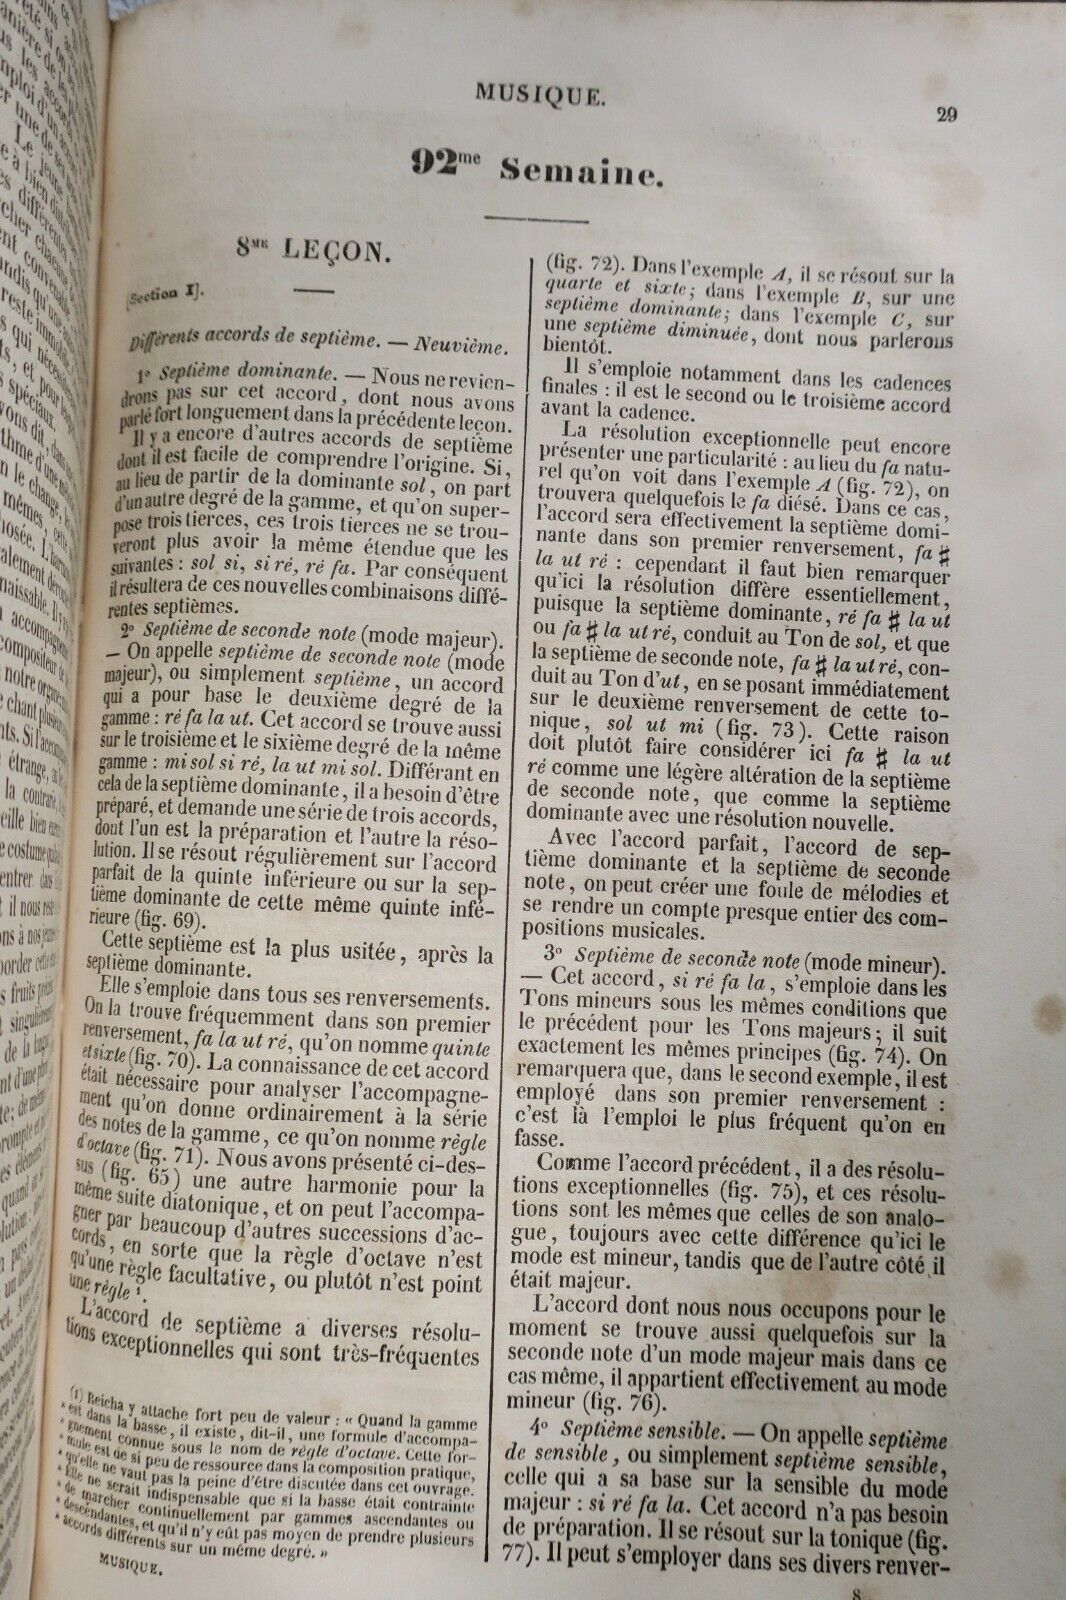 MUSIQUE.
29
92me Semaine.
8ME LEÇON.
[Section I].
Différents accords de septième. — Neuvième.
1º Septième dominante. — Nous ne revien-
drons pas sur cet accord, dont nous avons
parlé fort longuement dans la précédente leçon.
Il y a encore d'autres accords de septième
dont il est facile de comprendre l'origine. Si,
au lieu de partir de la dominante sol, on part
d'un autre degré de la gamme, et qu'on super-
pose trois tierces, ces trois tierces ne se trou-
veront plus avoir la même étendue que les
suivantes : sol si, si ré, ré fa. Par conséquent
il résultera de ces nouvelles combinaisons diffé-
rentes septièmes.
2º Septième de seconde note (mode majeur).
— On appelle septième de seconde note (mode
majeur), ou simplement septième, un accord
qui a pour base le deuxième degré de la
gamme : ré fa la ut. Cet accord se trouve aussi
sur le troisième et le sixième degré de la même
gamme : mi sol si ré, la ut mi sol. Différant en
cela de la septième dominante, il a besoin d'être
préparé, et demande une série de trois accords,
dont l'un est la préparation et l'autre la réso-
lution. Il se résout régulièrement sur l'accord
parfait de la quinte inférieure ou sur la sep-
tième dominante de cette même quinte infé-
rieure (fig. 69).
Cette septième est la plus usitée, après la
septième dominante.
Elle s'emploie dans tous ses renversements.
On la trouve fréquemment dans son premier
renversement, fa la ut ré, qu'on nomme quinte
et sixte (fig. 70). La connaissance de cet accord
était nécessaire pour analyser l'accompagne-
ment qu'on donne ordinairement à la série
des notes de la gamme, ce qu'on nomme règle
d'octave (fig. 71). Nous avons présenté ci-des-
sus (fig. 65) une autre harmonie pour la
même suite diatonique, et on peut l'accompa-
gner par beaucoup d'autres successions d'ac-
cords, en sorte que la règle d'octave n'est
qu'une règle facultative, ou plutôt n'est point
une règle 1.
L'accord de septième a diverses résolu-
tions exceptionnelles qui sont très-fréquentes
(1) Reicha y attache fort peu de valeur : « Quand la gamme
« est dans la basse, il existe, dit-il, une formule d'accompa-
« gnement connue sous le nom de règle d'octave. Cette for-
« mule est de si peu de ressource dans la composition pratique,
« qu'elle ne vaut pas la peine d'être discutée dans cet ouvrage.
« Elle ne serait indispensable que si la basse était contrainte
« de marcher continuellement par gammes ascendantes ou
« descendantes, et qu'il n'y eût pas moyen de prendre plusieurs
« accords différents sur un même degré. »
MUSIQUE.
(fig. 72). Dans l'exemple A, il se résout sur la
quarte et sixte; dans l'exemple B, sur une
septième dominante; dans l'exemple C, sur
une septième diminuée, dont nous parlerons
bientôt.
Il s'emploie notamment dans les cadences
finales : il est le second ou le troisième accord
avant la cadence.
La résolution exceptionnelle peut encore
présenter une particularité : au lieu du fa natu-
rel qu'on voit dans l'exemple A (fig. 72), on
trouvera quelquefois le fa diésé. Dans ce cas,
l'accord sera effectivement la septième domi-
nante dans son premier renversement, fa ♯
la ut ré : cependant il faut bien remarquer
qu'ici la résolution diffère essentiellement,
puisque la septième dominante, ré fa ♯ la ut
ou fa ♯ la ut ré, conduit au Ton de sol, et que
la septième de seconde note, fa ♯ la ut ré, con-
duit au Ton d'ut, en se posant immédiatement
sur le deuxième renversement de cette to-
nique, sol ut mi (fig. 73). Cette raison
doit plutôt faire considérer ici fa ♯ la ut
ré comme une légère altération de la septième
de seconde note, que comme la septième
dominante avec une résolution nouvelle.
Avec l'accord parfait, l'accord de sep-
tième dominante et la septième de seconde
note, on peut créer une foule de mélodies et
se rendre un compte presque entier des com-
positions musicales.
3º Septième de seconde note (mode mineur).
— Cet accord, si ré fa la, s'emploie dans les
Tons mineurs sous les mêmes conditions que
le précédent pour les Tons majeurs; il suit
exactement les mêmes principes (fig. 74). On
remarquera que, dans le second exemple, il est
employé dans son premier renversement :
c'est là l'emploi le plus fréquent qu'on en
fasse.
Comme l'accord précédent, il a des résolu-
tions exceptionnelles (fig. 75), et ces résolu-
tions sont les mêmes que celles de son analo-
gue, toujours avec cette différence qu'ici le
mode est mineur, tandis que de l'autre côté il
était majeur.
L'accord dont nous nous occupons pour le
moment se trouve aussi quelquefois sur la
seconde note d'un mode majeur mais dans ce
cas même, il appartient effectivement au mode
mineur (fig. 76).
4º Septième sensible. — On appelle septième
de sensible, ou simplement septième sensible,
celle qui a sa base sur la sensible du mode
majeur : si ré fa la. Cet accord n'a pas besoin
de préparation. Il se résout sur la tonique (fig.
77). Il peut s'employer dans ses divers renver-
8